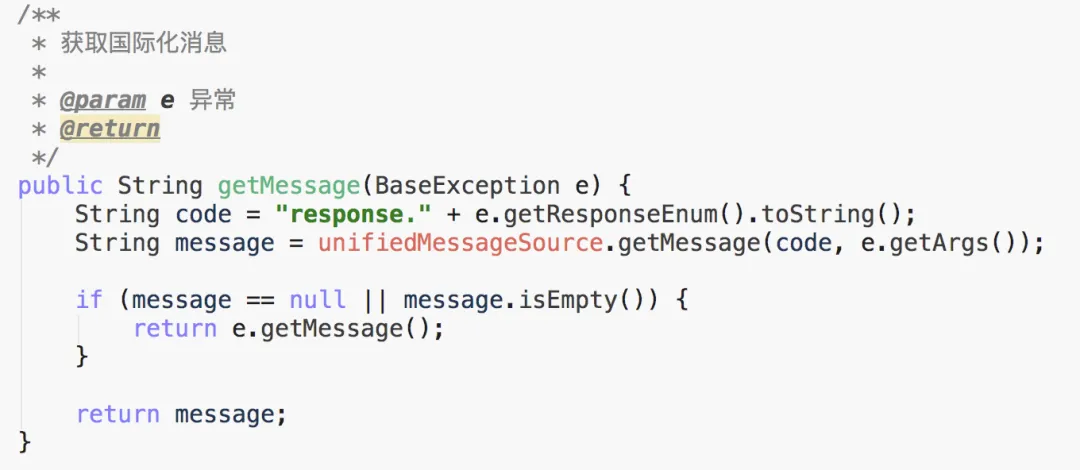 /**
 * 获取国际化消息
 *
 * @param e 异常
 * @return
 */
public String getMessage(BaseException e) {
    String code = "response." + e.getResponseEnum().toString();
    String message = unifiedMessageSource.getMessage(code, e.getArgs());

    if (message == null || message.isEmpty()) {
        return e.getMessage();
    }

    return message;
}